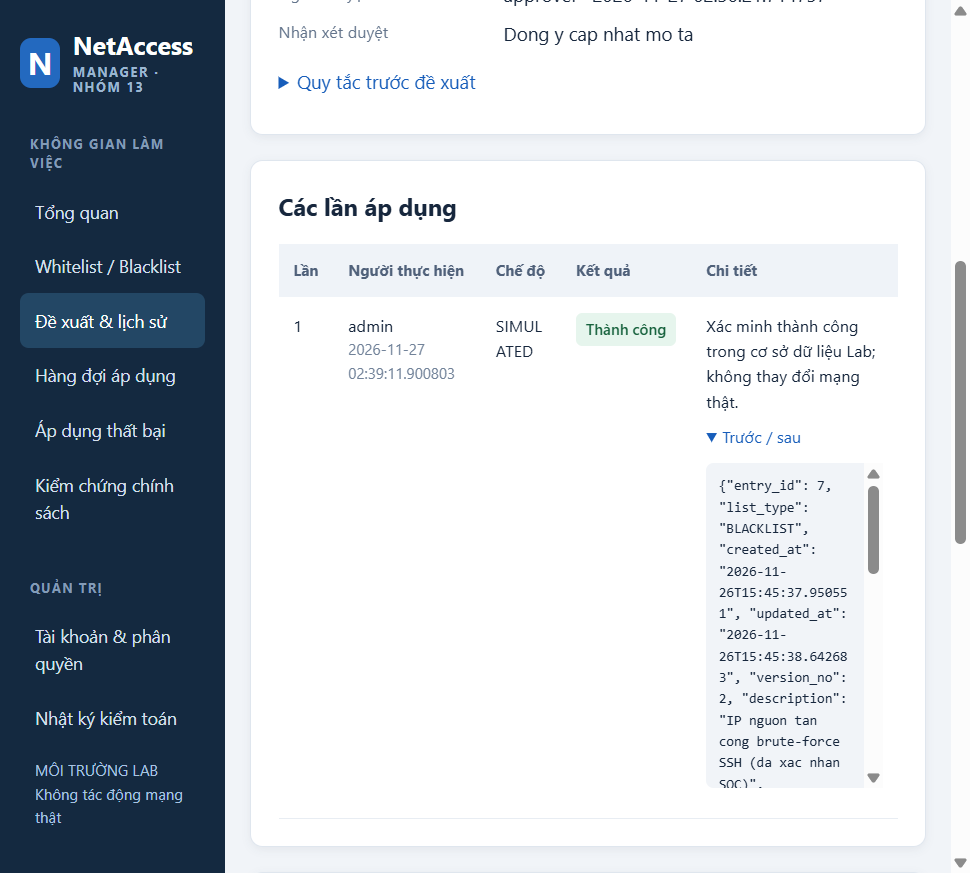 N
NetAccess
MANAGER ·
NHÓM 13
KHÔNG GIAN LÀM
VIỆC
Tổng quan
Whitelist / Blacklist
Đề xuất & lịch sử
Hàng đợi áp dụng
Áp dụng thất bại
Kiểm chứng chính
sách
QUẢN TRỊ
Tài khoản & phân
quyền
Nhật ký kiểm toán
MÔI TRƯỜNG LAB
Không tác động mạng
thật
Nhận xét duyệt
Dong y cap nhat mo ta
▶ Quy tắc trước đề xuất
Các lần áp dụng
Lần Người thực hiện Chế độ Kết quả Chi tiết
1
admin
2026-11-27
02:39:11.900803
SIMUL
ATED
Thành công
Xác minh thành công
trong cơ sở dữ liệu Lab;
không thay đổi mạng
thật.
▼ Trước / sau
{"entry_id": 7,
"list_type":
"BLACKLIST",
"created_at":
"2026-11-
26T15:45:37.95055
1", "updated_at":
"2026-11-
26T15:45:38.64268
3", "version_no":
2, "description":
"IP nguon tan
cong brute-force
SSH (da xac nhan
SOC)",